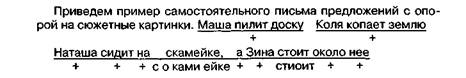 Приведем пример самостоятельного письма предложений с опо-
рой на сюжетные картинки. Маша пилит доску Коля копает землю
+ +
Наташа сидит на скамейке, а Зина стоит около нее
+ + + с о ками ейке + + стиоит + +